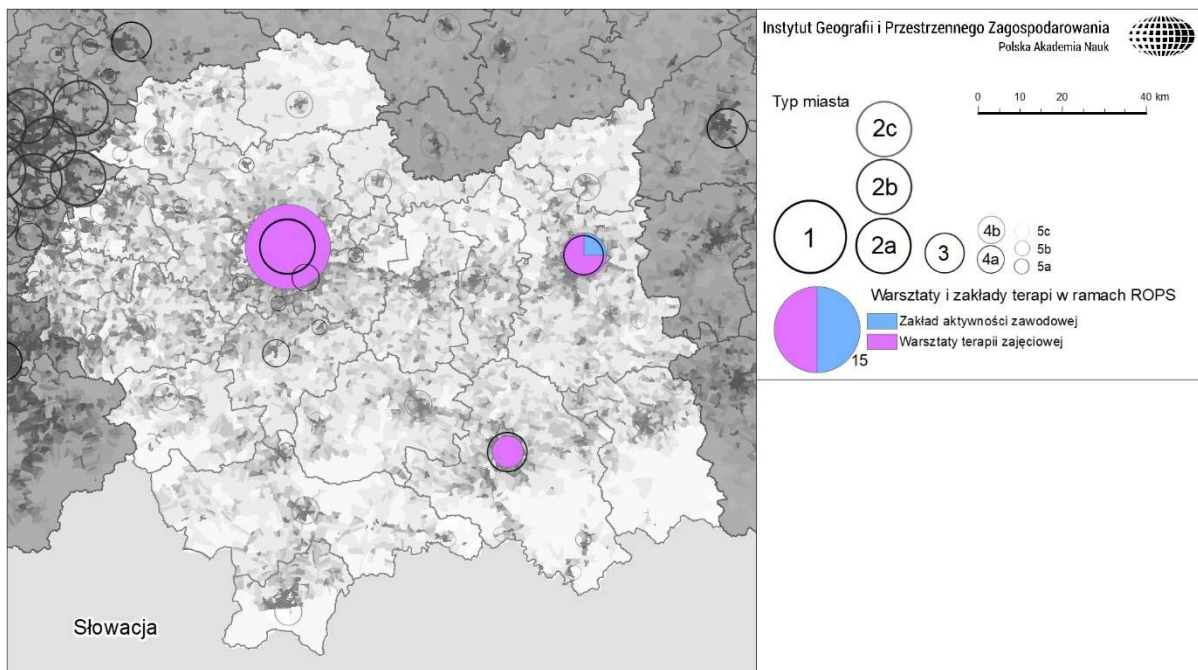 Instytut Geografii i Przestrzennego Zagospodarowania
Polska Akademia Nauk
Typ miasta
0 10 20 40 km
2c
2b
1
2a
3
4b
4a
5c
5b
5a
Warsztaty i zakłady terapi w ramach ROPS
Zakład aktywności zawodowej
Warsztaty terapii zajęciowej
15
Słowacja